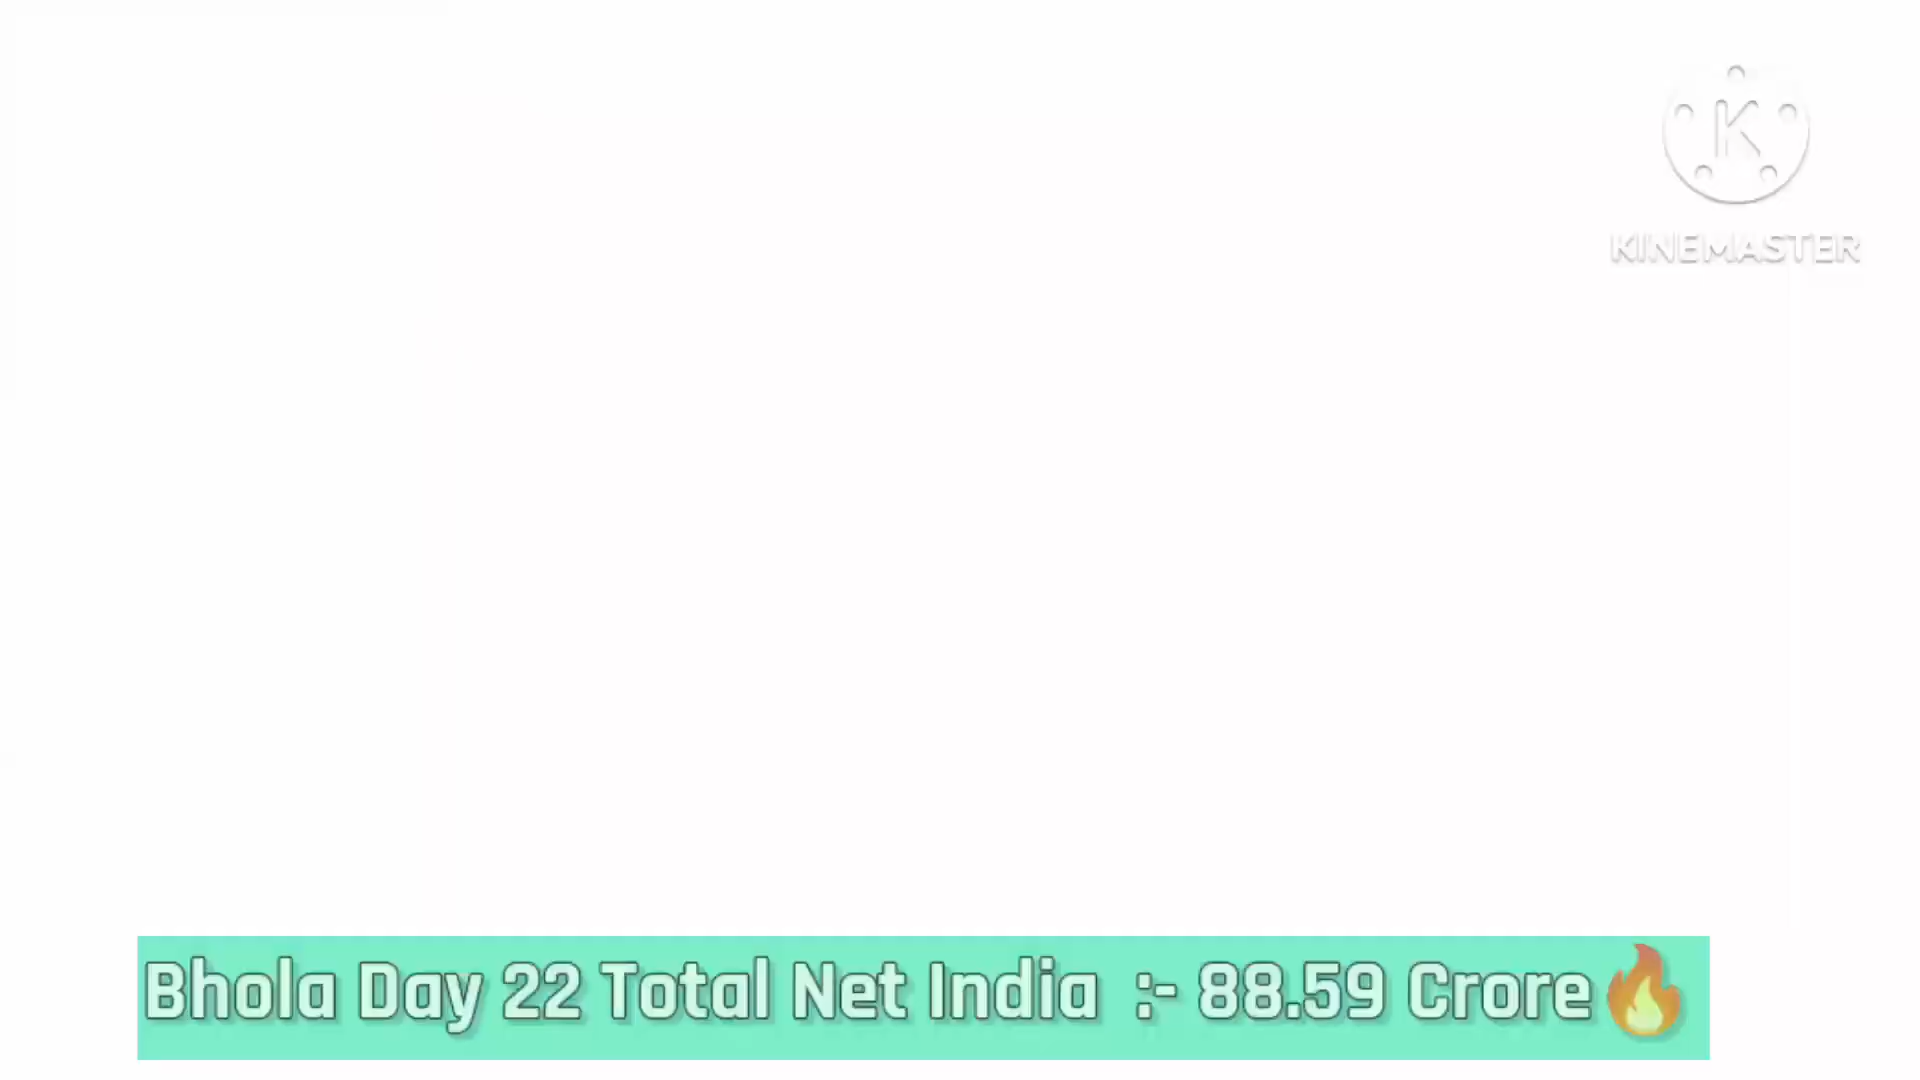 K
KINEMASTER
Bhola Day 22 Total Net India :- 88.59 Crore🔥